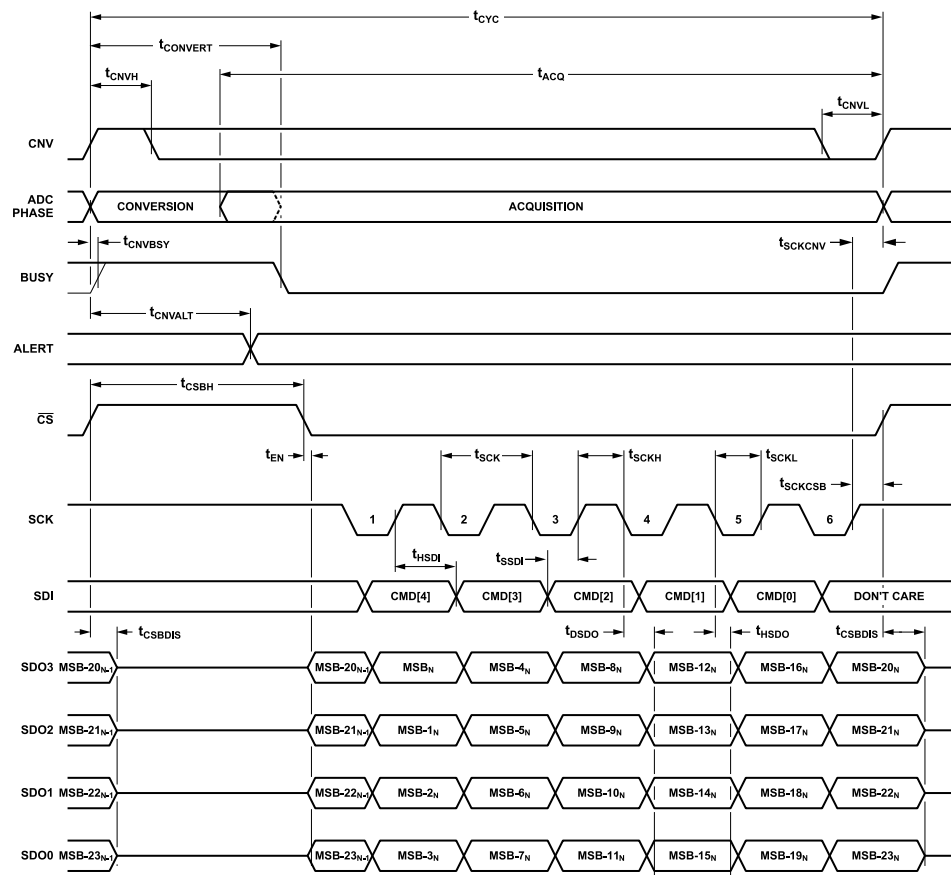 tCYC
tCONVERT
tACQ
tCNVH
tCNVL
CNV
ADC
PHASE
CONVERSION
ACQUISITION
tCNVBSY
tSCKCNV
BUSY
tCNVALT
ALERT
tCSBH
CS
tEN
tSCK
tSCKH
tSCKL
tSCKCSB
SCK
1
2
3
4
5
6
tHSDI
tSSDI
SDI
CMD[4]
CMD[3]
CMD[2]
CMD[1]
CMD[0]
DON'T CARE
tCSBDIS
tDSDO
tHSDO
tCSBDIS
SDO3 MSB-20N-1 MSB-20N-1 MSBN MSB-4N MSB-8N MSB-12N MSB-16N MSB-20N
SDO2 MSB-21N-1 MSB-21N-1 MSB-1N MSB-5N MSB-9N MSB-13N MSB-17N MSB-21N
SDO1 MSB-22N-1 MSB-22N-1 MSB-2N MSB-6N MSB-10N MSB-14N MSB-18N MSB-22N
SDO0 MSB-23N-1 MSB-23N-1 MSB-3N MSB-7N MSB-11N MSB-15N MSB-19N MSB-23N